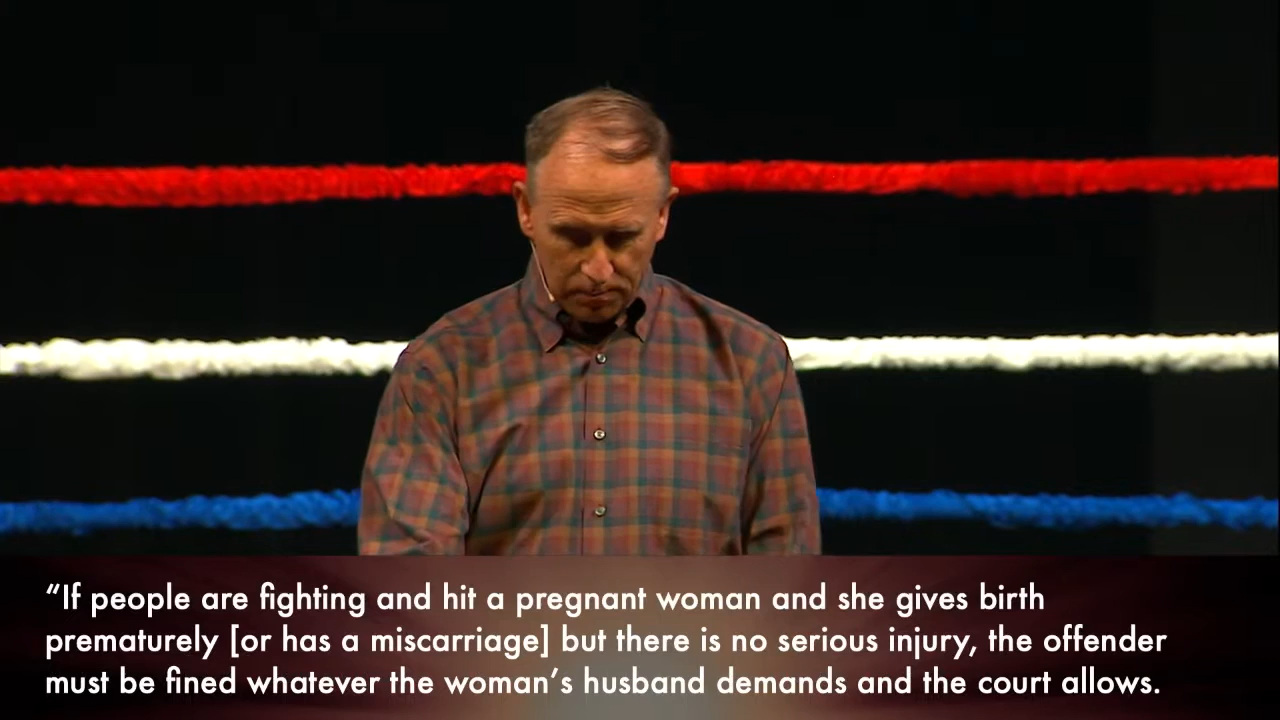 “If people are fighting and hit a pregnant woman and she gives birth
prematurely [or has a miscarriage] but there is no serious injury, the offender
must be fined whatever the woman’s husband demands and the court allows.